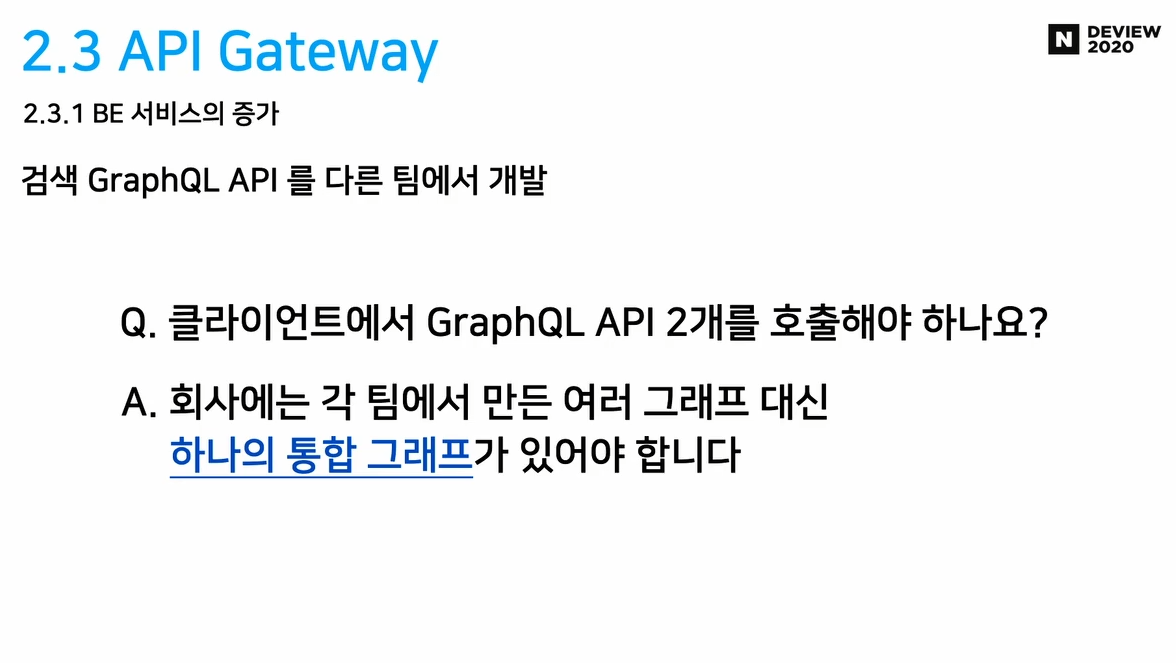 2.3 API Gateway
N DEVIEW
2020
2.3.1 BE 서비스의 증가
검색 GraphQL API 를 다른 팀에서 개발
Q. 클라이언트에서 GraphQL API 2개를 호출해야 하나요?
A. 회사에는 각 팀에서 만든 여러 그래프 대신
하나의 통합 그래프가 있어야 합니다